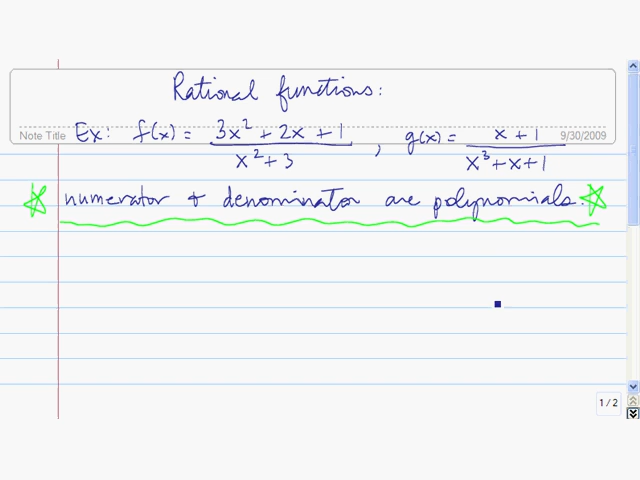 Rational functions:
Note Title Ex: f(x) = (3x² + 2x + 1)/(x² + 3) , g(x) = (x + 1)/(x³ + x + 1) 9/30/2009
numerator & denominator are polynomials.
1 / 2